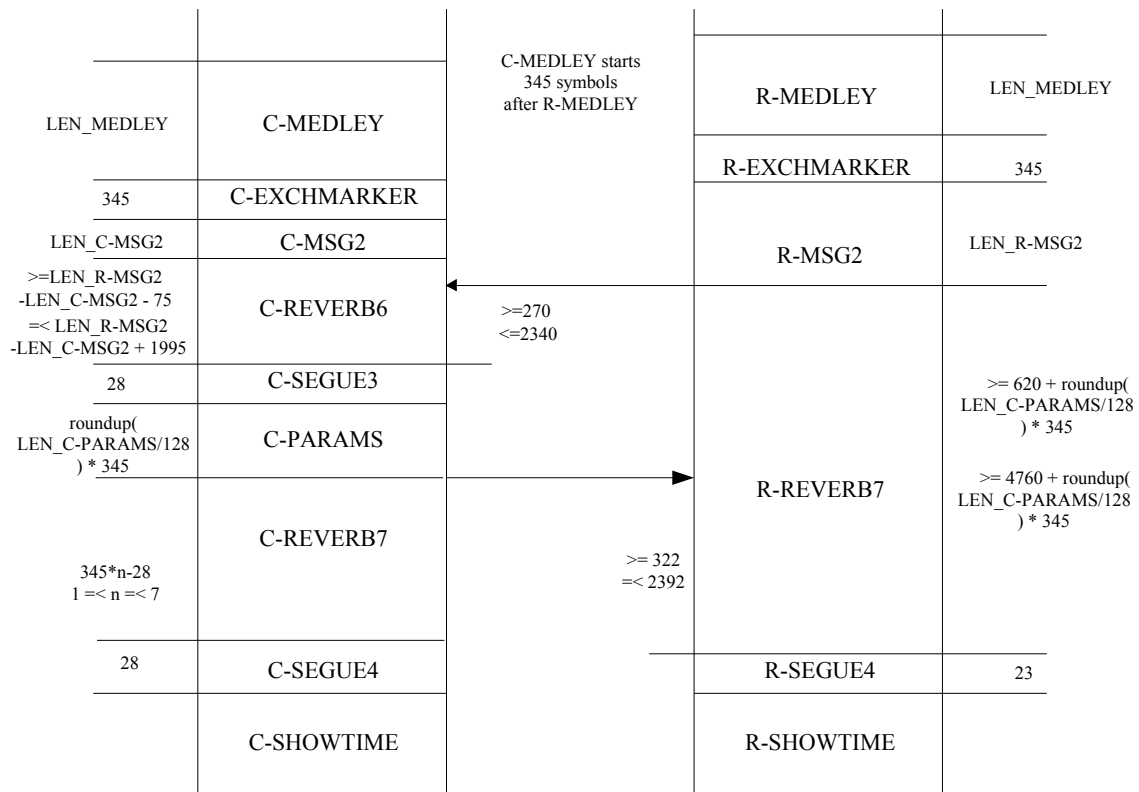 C-MEDLEY starts
345 symbols
after R-MEDLEY
LEN_MEDLEY
C-MEDLEY
R-MEDLEY
LEN_MEDLEY
R-EXCHMARKER
345
345
C-EXCHMARKER
LEN_C-MSG2
C-MSG2
R-MSG2
LEN_R-MSG2
>=LEN_R-MSG2
-LEN_C-MSG2 - 75
=< LEN_R-MSG2
-LEN_C-MSG2 + 1995
C-REVERB6
>=270
<=2340
28
C-SEGUE3
roundup(
LEN_C-PARAMS/128
) * 345
C-PARAMS
>= 620 + roundup(
LEN_C-PARAMS/128
) * 345
R-REVERB7
>= 4760 + roundup(
LEN_C-PARAMS/128
) * 345
C-REVERB7
345*n-28
1 =< n =< 7
>= 322
=< 2392
28
C-SEGUE4
R-SEGUE4
23
C-SHOWTIME
R-SHOWTIME